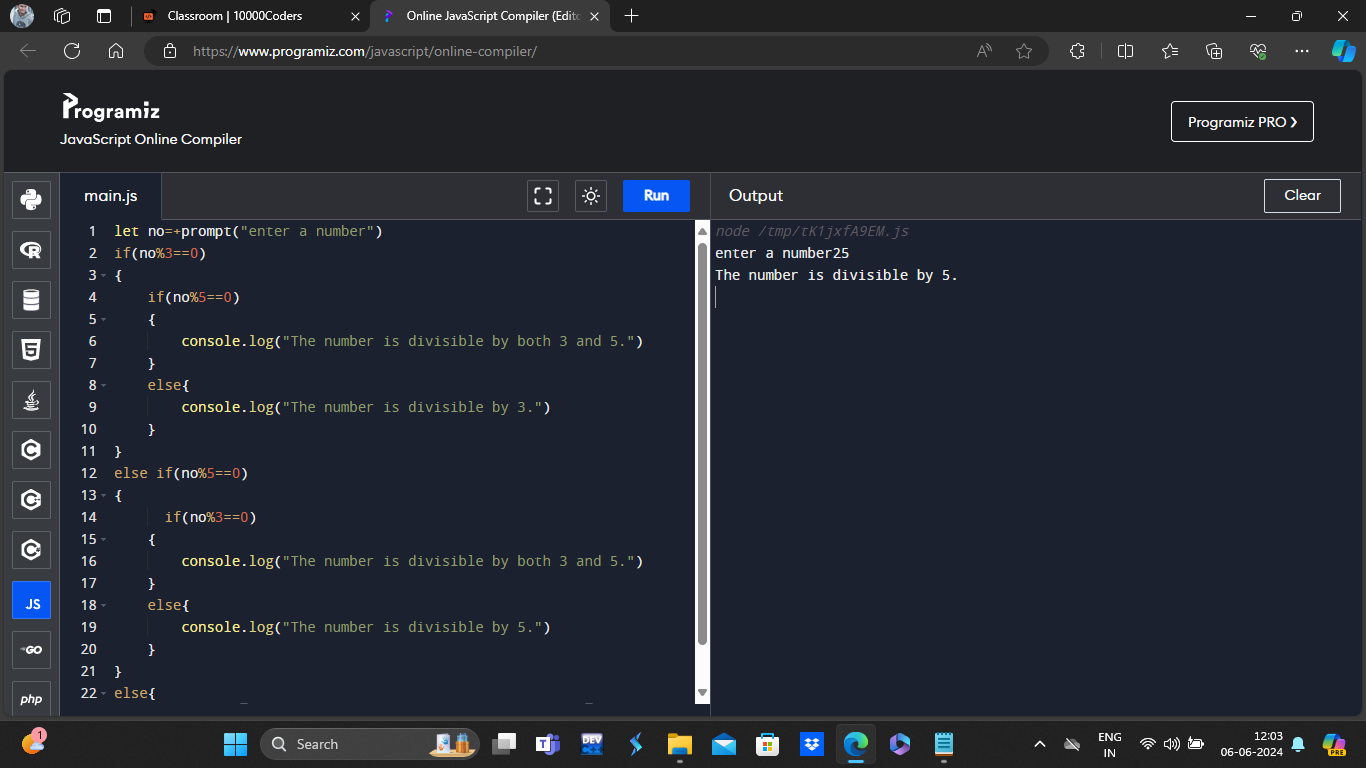 Classroom | 10000Coders
Online JavaScript Compiler (Edito
https://www.programiz.com/javascript/online-compiler/
Programiz
JavaScript Online Compiler
Programiz PRO ❯
main.js
Run
Output
Clear
1 let no=+prompt("enter a number")
2 if(no%3==0)
3 {
4 if(no%5==0)
5 {
6 console.log("The number is divisible by both 3 and 5.")
7 }
8 else{
9 console.log("The number is divisible by 3.")
10 }
11 }
12 else if(no%5==0)
13 {
14 if(no%3==0)
15 {
16 console.log("The number is divisible by both 3 and 5.")
17 }
18 else{
19 console.log("The number is divisible by 5.")
20 }
21 }
22 else{
node /tmp/tK1jxfA9EM.js
enter a number25
The number is divisible by 5.
JS
GO
php
1
Search
DEV
ENG
IN
12:03
06-06-2024
PRE